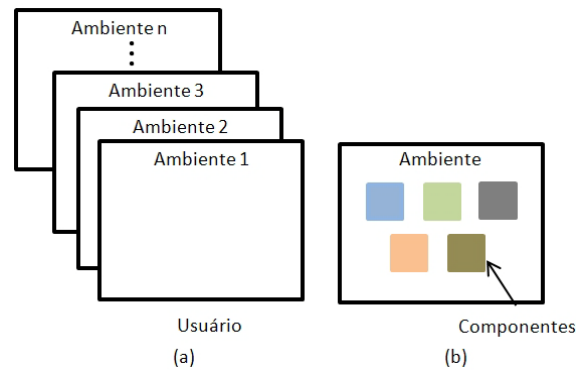 Ambiente n
Ambiente 3
Ambiente 2
Ambiente 1
Usuário
(a)
Ambiente
Componentes
(b)